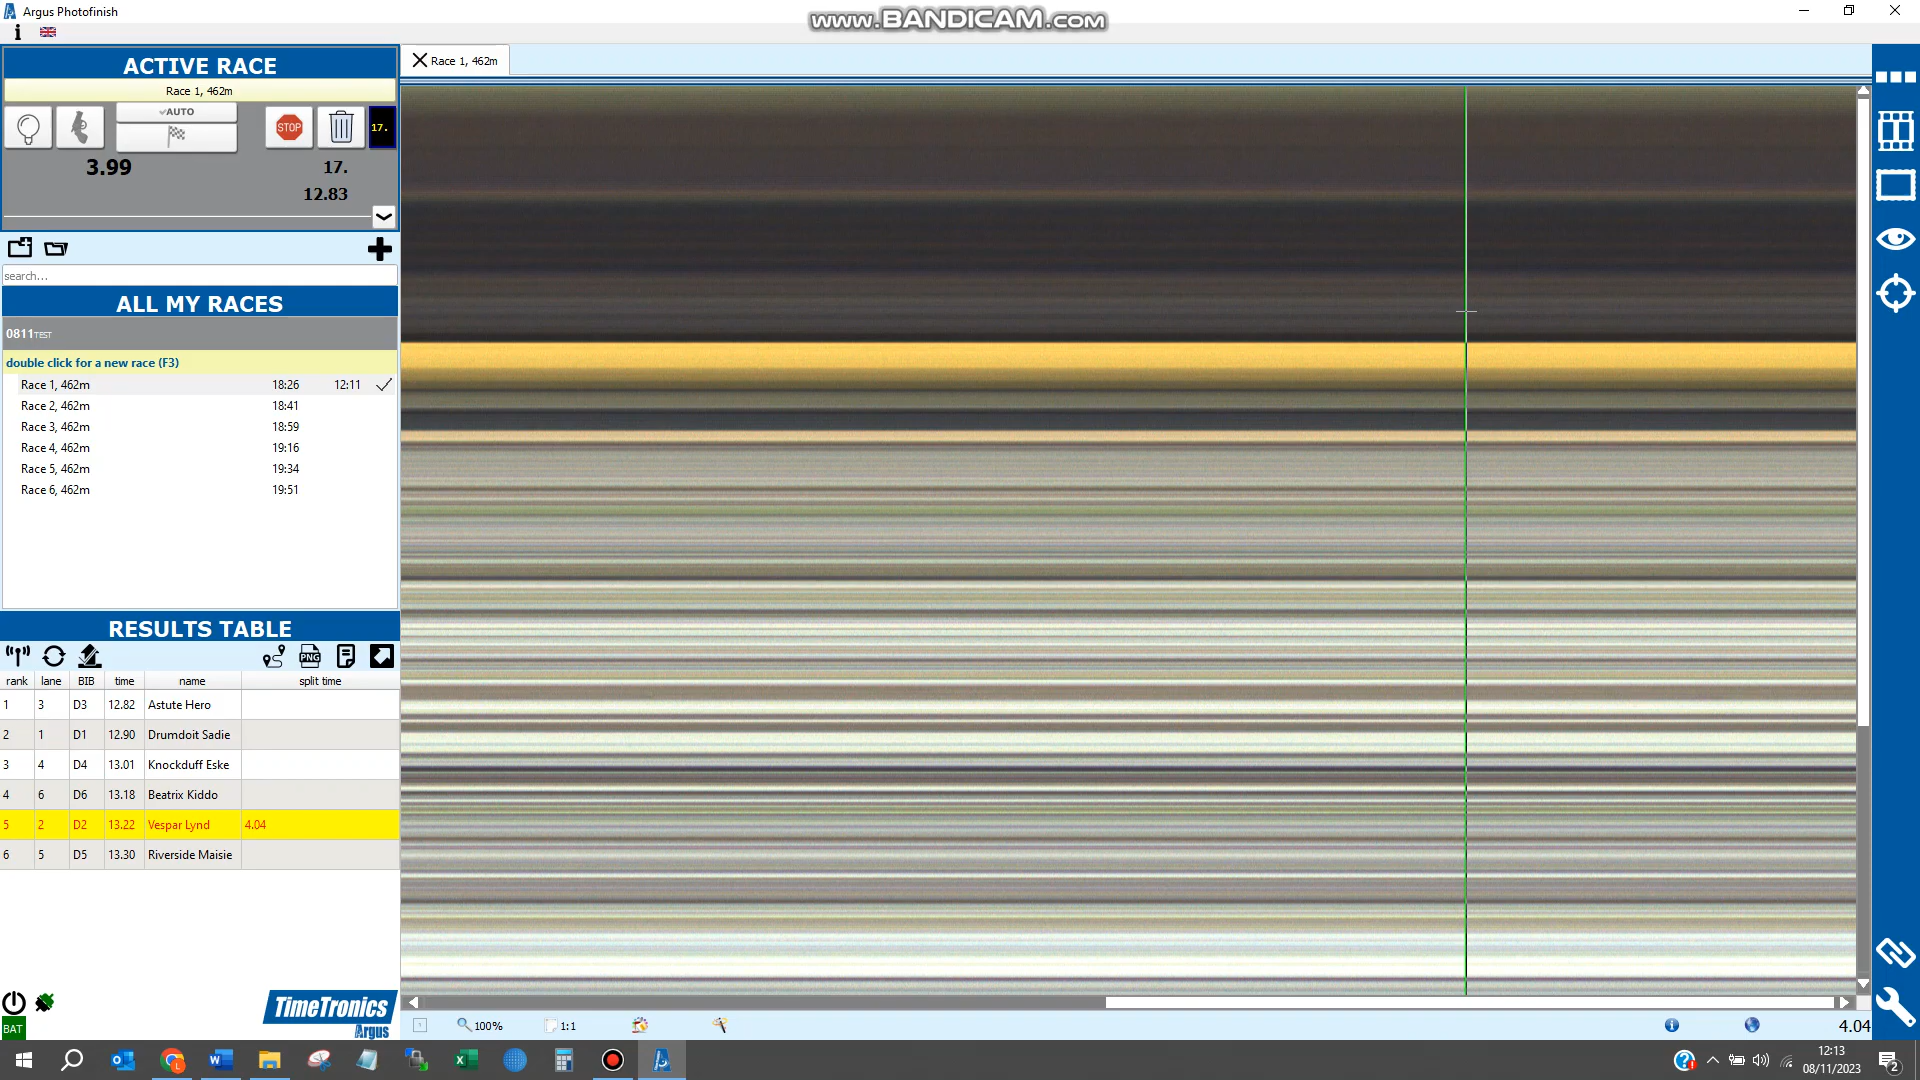 Argus Photofinish
www.BANDICAM.com
i
ACTIVE RACE
Race 1, 462m
AUTO
STOP
17.
3.99
17.
12.83
search...
ALL MY RACES
0811TEST
double click for a new race (F3)
Race 1, 462m 18:26 12:11
Race 2, 462m 18:41
Race 3, 462m 18:59
Race 4, 462m 19:16
Race 5, 462m 19:34
Race 6, 462m 19:51
RESULTS TABLE
PNG
rank lane BIB time name split time
1 3 D3 12.82 Astute Hero
2 1 D1 12.90 Drumdoit Sadie
3 4 D4 13.01 Knockduff Eske
4 6 D6 13.18 Beatrix Kiddo
5 2 D2 13.22 Vespar Lynd 4.04
6 5 D5 13.30 Riverside Maisie
BAT
TimeTronics
Argus
Race 1, 462m
100%
1:1
4.04
12:13
08/11/2023
2